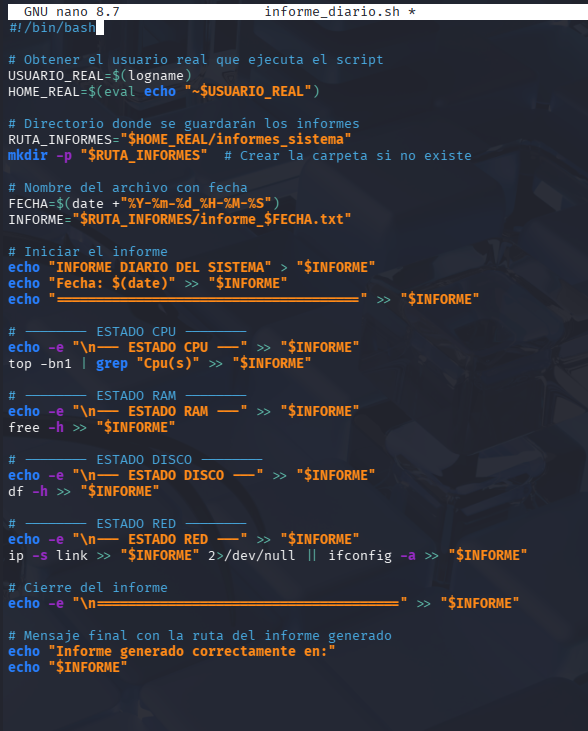 GNU nano 8.7 informe_diario.sh *
#!/bin/bash
# Obtener el usuario real que ejecuta el script
USUARIO_REAL=$(logname)
HOME_REAL=$(eval echo "~$USUARIO_REAL")
# Directorio donde se guardarán los informes
RUTA_INFORMES="$HOME_REAL/informes_sistema"
mkdir -p "$RUTA_INFORMES"  # Crear la carpeta si no existe
# Nombre del archivo con fecha
FECHA=$(date +"%Y-%m-%d_%H-%M-%S")
INFORME="$RUTA_INFORMES/informe_$FECHA.txt"
# Iniciar el informe
echo "INFORME DIARIO DEL SISTEMA" > "$INFORME"
echo "Fecha: $(date)" >> "$INFORME"
echo "======================================" >> "$INFORME"
# -------- ESTADO CPU --------
echo -e "\n--- ESTADO CPU ---" >> "$INFORME"
top -bn1 | grep "Cpu(s)" >> "$INFORME"
# -------- ESTADO RAM --------
echo -e "\n--- ESTADO RAM ---" >> "$INFORME"
free -h >> "$INFORME"
# -------- ESTADO DISCO --------
echo -e "\n--- ESTADO DISCO ---" >> "$INFORME"
df -h >> "$INFORME"
# -------- ESTADO RED --------
echo -e "\n--- ESTADO RED ---" >> "$INFORME"
ip -s link >> "$INFORME" 2>/dev/null || ifconfig -a >> "$INFORME"
# Cierre del informe
echo -e "\n======================================" >> "$INFORME"
# Mensaje final con la ruta del informe generado
echo "Informe generado correctamente en:"
echo "$INFORME"